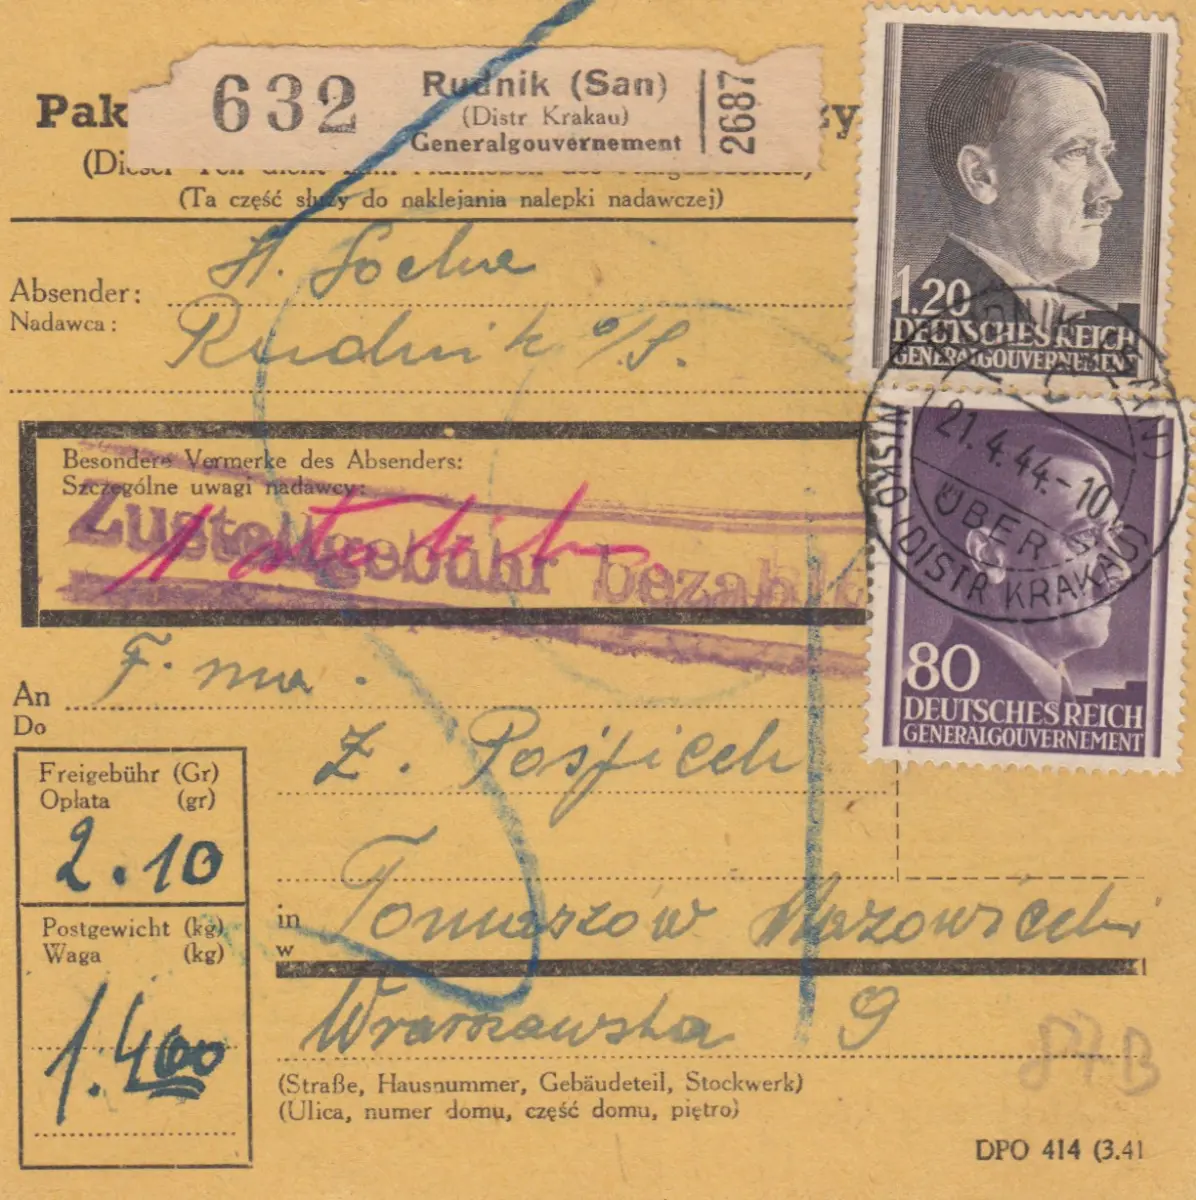 632
Rudnik (San)
(Distr Krakau)
Generalgouvernement
2687
Pak
zy
(Ta część służy do naklejania nalepki nadawczej)
Absender:
Nadawca:
Rudnik o/S.
Besondere Vermerke des Absenders:
Szczególne uwagi nadawcy:
Zustellgebühr bezahlt
An
Do
F-ma.
Z. Pośpiech
in
w
Tomaszów Mazowiecki
Warszawska 9
(Straße, Hausnummer, Gebäudeteil, Stockwerk)
(Ulica, numer domu, część domu, piętro)
Freigebühr (Gr)
Opłata (gr)
2.10
Postgewicht (kg)
Waga (kg)
1.400
87B
DPO 414 (3.41
1.20
DEUTSCHES REICH
GENERALGOUVERNEMENT
80
DEUTSCHES REICH
GENERALGOUVERNEMENT
21.4.44.-10
ÜBER
(DISTR KRAKAU)